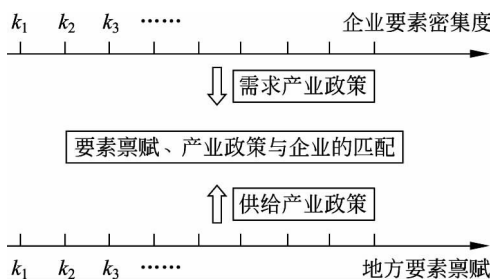 k1 k2 k3 …… 企业要素密集度
需求产业政策
要素禀赋、产业政策与企业的匹配
供给产业政策
k1 k2 k3 …… 地方要素禀赋